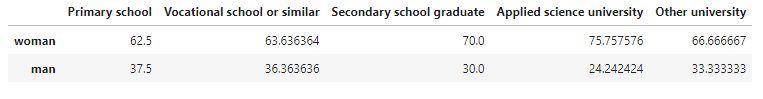 Primary school Vocational school or similar Secondary school graduate Applied science university Other university
woman 62.5 63.636364 70.0 75.757576 66.666667
man 37.5 36.363636 30.0 24.242424 33.333333